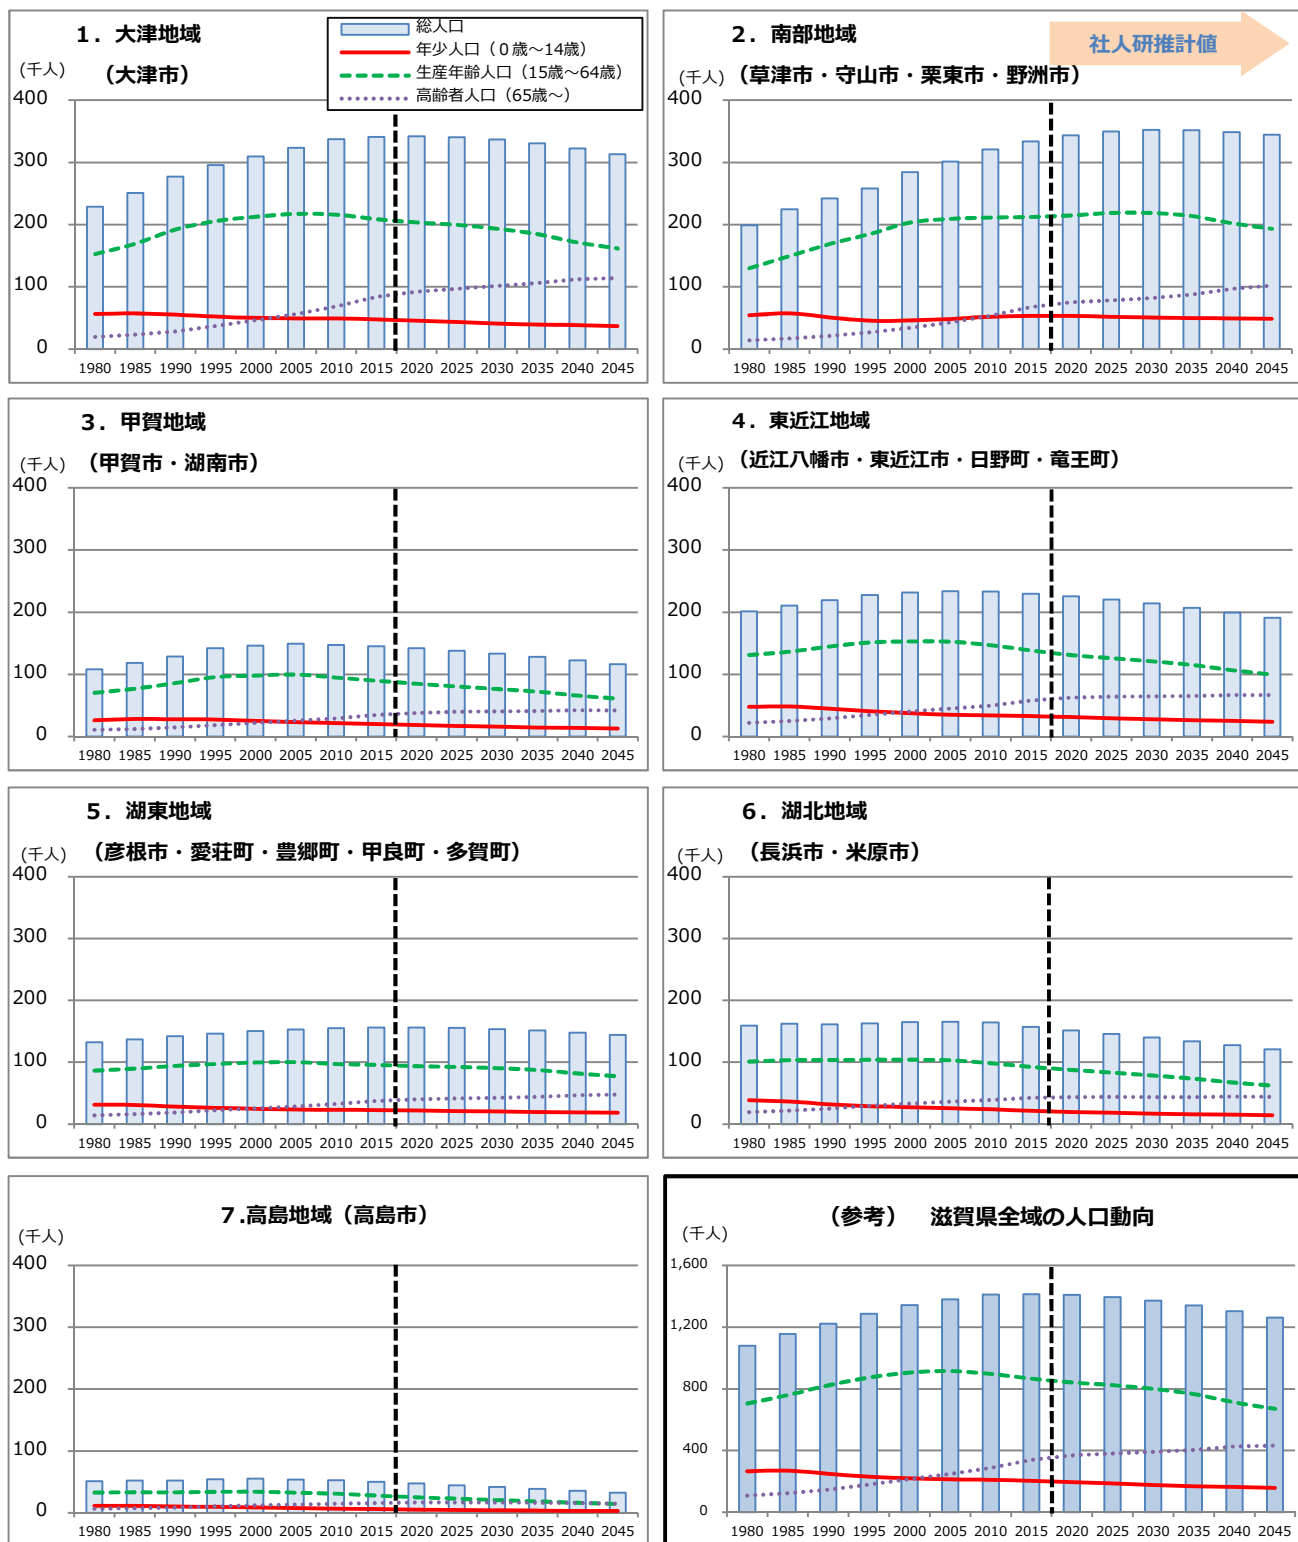 1．大津地域
（大津市）
(千人)
総人口
年少人口（０歳～14歳）
生産年齢人口（15歳～64歳）
高齢者人口（65歳～）
400
300
200
100
0
1980 1985 1990 1995 2000 2005 2010 2015 2020 2025 2030 2035 2040 2045
2．南部地域
社人研推計値
(千人)
（草津市・守山市・栗東市・野洲市）
400
300
200
100
0
1980 1985 1990 1995 2000 2005 2010 2015 2020 2025 2030 2035 2040 2045
3．甲賀地域
(千人)
（甲賀市・湖南市）
400
300
200
100
0
1980 1985 1990 1995 2000 2005 2010 2015 2020 2025 2030 2035 2040 2045
4．東近江地域
(千人)
（近江八幡市・東近江市・日野町・竜王町）
400
300
200
100
0
1980 1985 1990 1995 2000 2005 2010 2015 2020 2025 2030 2035 2040 2045
5．湖東地域
(千人)
（彦根市・愛荘町・豊郷町・甲良町・多賀町）
400
300
200
100
0
1980 1985 1990 1995 2000 2005 2010 2015 2020 2025 2030 2035 2040 2045
6．湖北地域
(千人)
（長浜市・米原市）
400
300
200
100
0
1980 1985 1990 1995 2000 2005 2010 2015 2020 2025 2030 2035 2040 2045
7.高島地域（高島市）
(千人)
400
300
200
100
0
1980 1985 1990 1995 2000 2005 2010 2015 2020 2025 2030 2035 2040 2045
（参考）　滋賀県全域の人口動向
(千人)
1,600
1,200
800
400
0
1980 1985 1990 1995 2000 2005 2010 2015 2020 2025 2030 2035 2040 2045